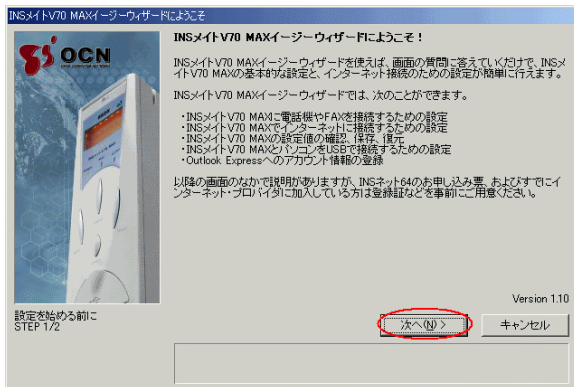 INSメイトV70 MAXイージーウィザードにようこそ
OCN
INSメイトV70 MAXイージーウィザードにようこそ！
INSメイトV70 MAXイージーウィザードを使えば、画面の質問に答えていくだけで、INSメ
イトV70 MAXの基本的な設定と、インターネット接続のための設定が簡単に行えます。
INSメイトV70 MAXイージーウィザードでは、次のことができます。
・INSメイトV70 MAXに電話機やFAXを接続するための設定
・INSメイトV70 MAXでインターネットに接続するための設定
・INSメイトV70 MAXの設定値の確認、保存、復元
・INSメイトV70 MAXとパソコンをUSBで接続するための設定
・Outlook Expressへのアカウント情報の登録
以降の画面のなかで説明がありますが、INSネット64のお申し込み票、およびすでにイ
ンターネット・プロバイダに加入している方は登録証などを事前にご用意ください。
Version 1.10
設定を始める前に
STEP 1/2
次へ(N) >
キャンセル